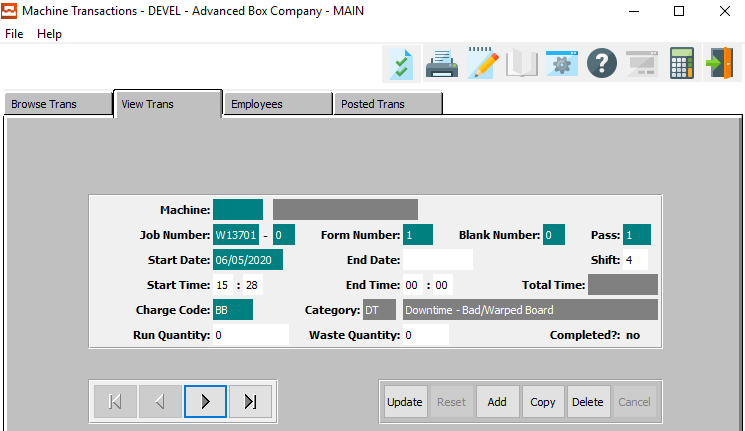 Machine Transactions - DEVEL - Advanced Box Company - MAIN
File Help
Browse Trans View Trans Employees Posted Trans
Machine:
Job Number: W13701 - 0 Form Number: 1 Blank Number: 0 Pass: 1
Start Date: 06/05/2020 End Date: Shift: 4
Start Time: 15 : 28 End Time: 00 : 00 Total Time:
Charge Code: BB Category: DT Downtime - Bad/Warped Board
Run Quantity: 0 Waste Quantity: 0 Completed?: no
Update Reset Add Copy Delete Cancel